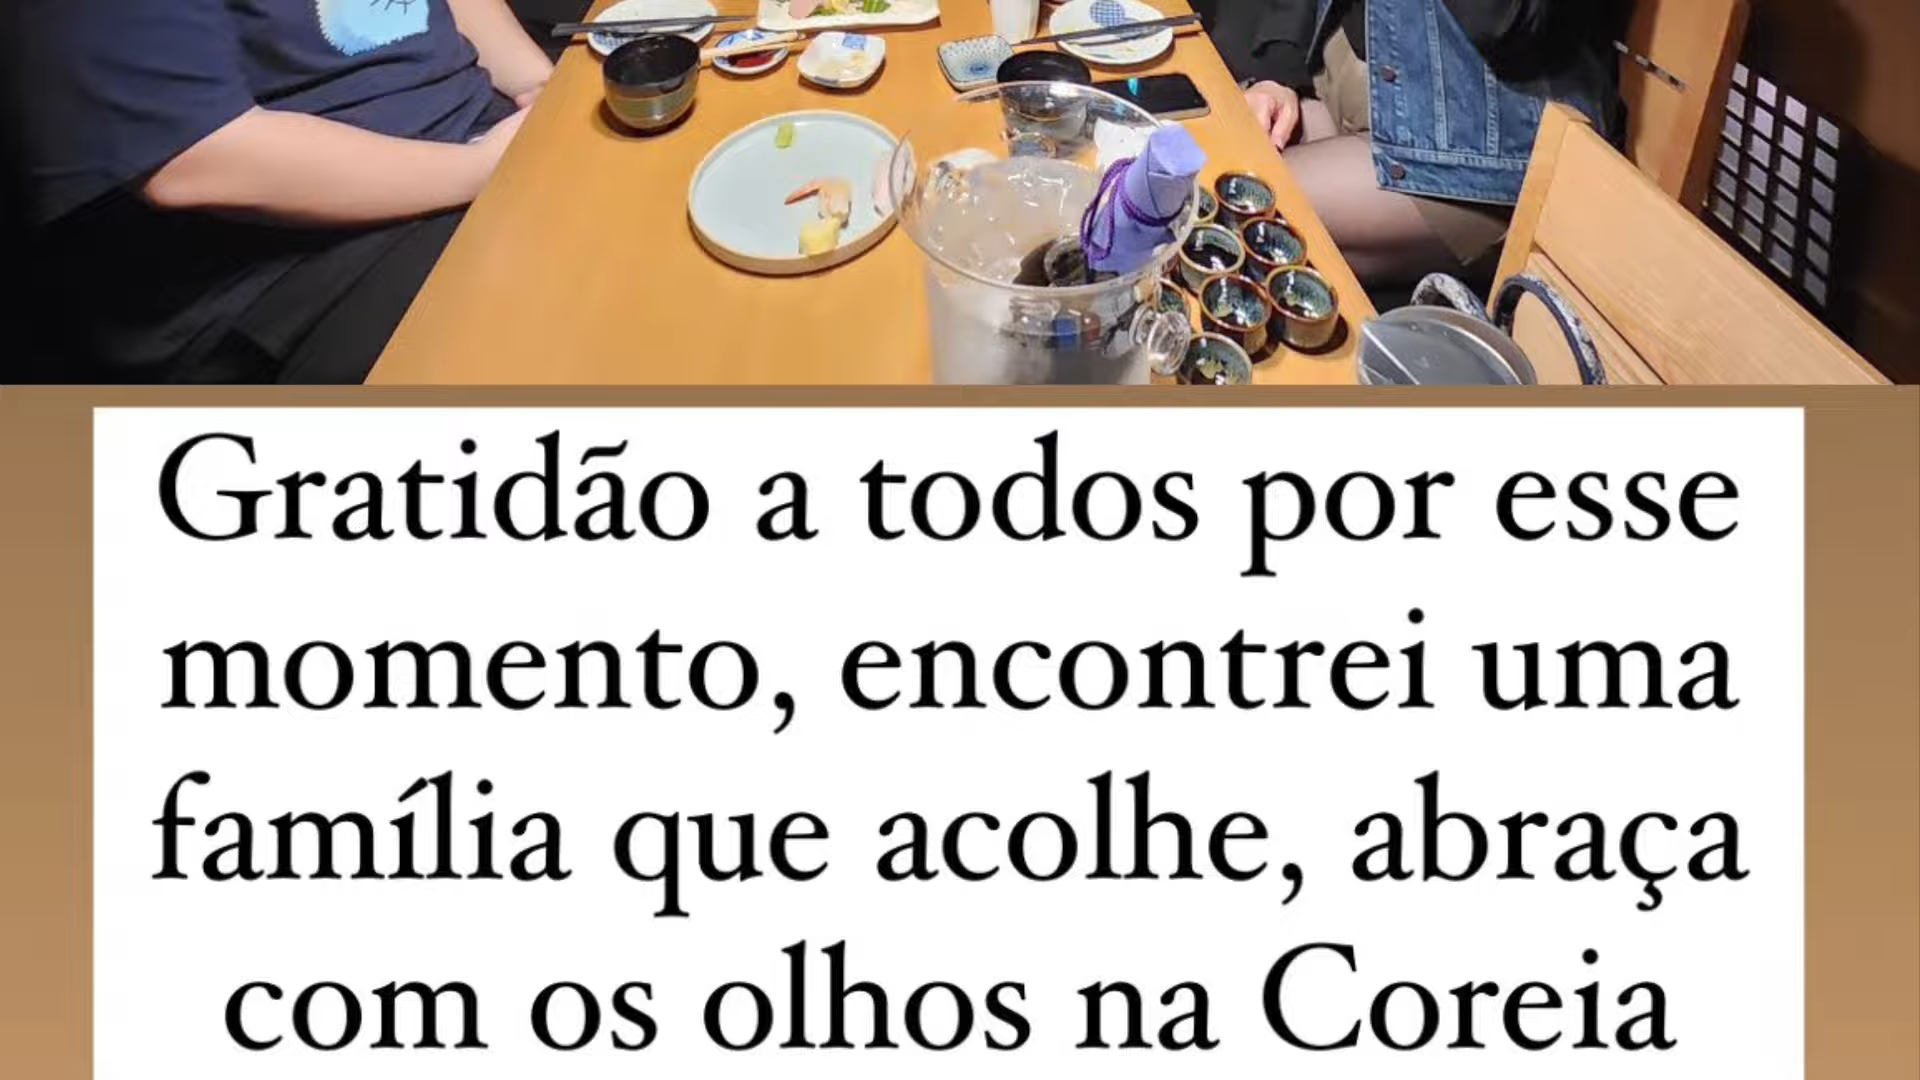 Gratidão a todos por esse
momento, encontrei uma
família que acolhe, abraça
com os olhos na Coreia